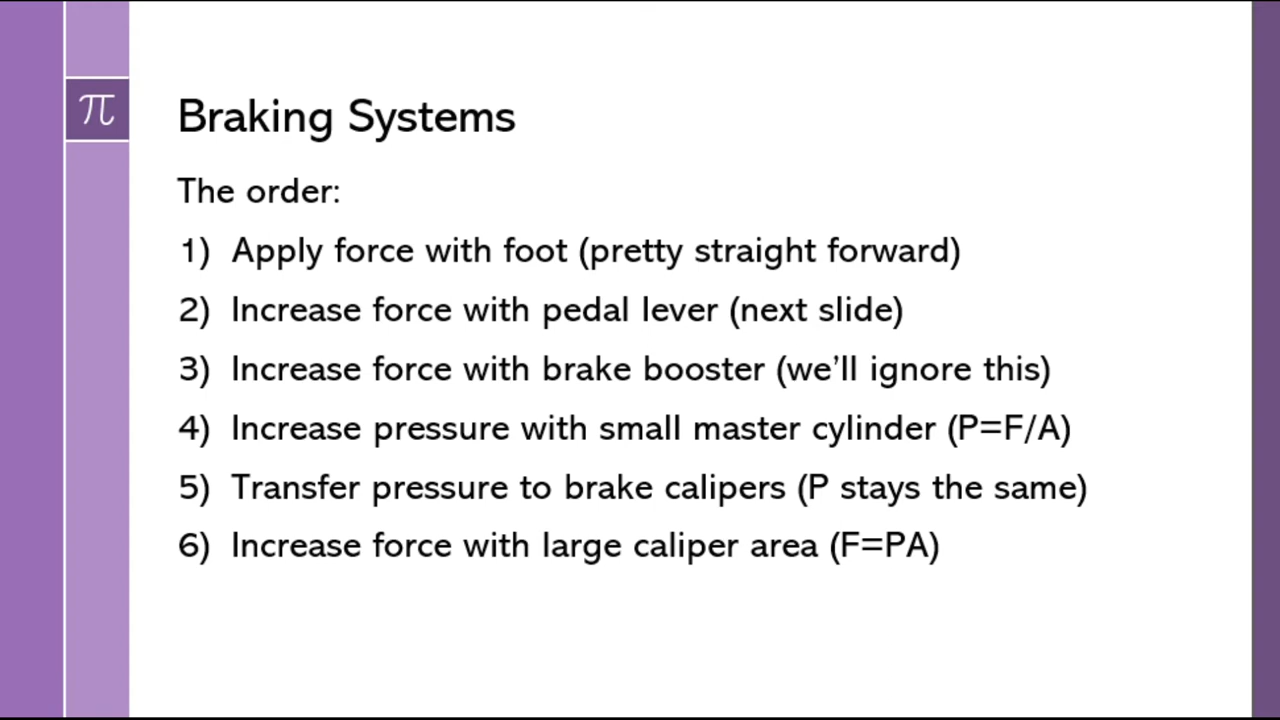 π
Braking Systems
The order:
1) Apply force with foot (pretty straight forward)
2) Increase force with pedal lever (next slide)
3) Increase force with brake booster (we’ll ignore this)
4) Increase pressure with small master cylinder (P=F/A)
5) Transfer pressure to brake calipers (P stays the same)
6) Increase force with large caliper area (F=PA)